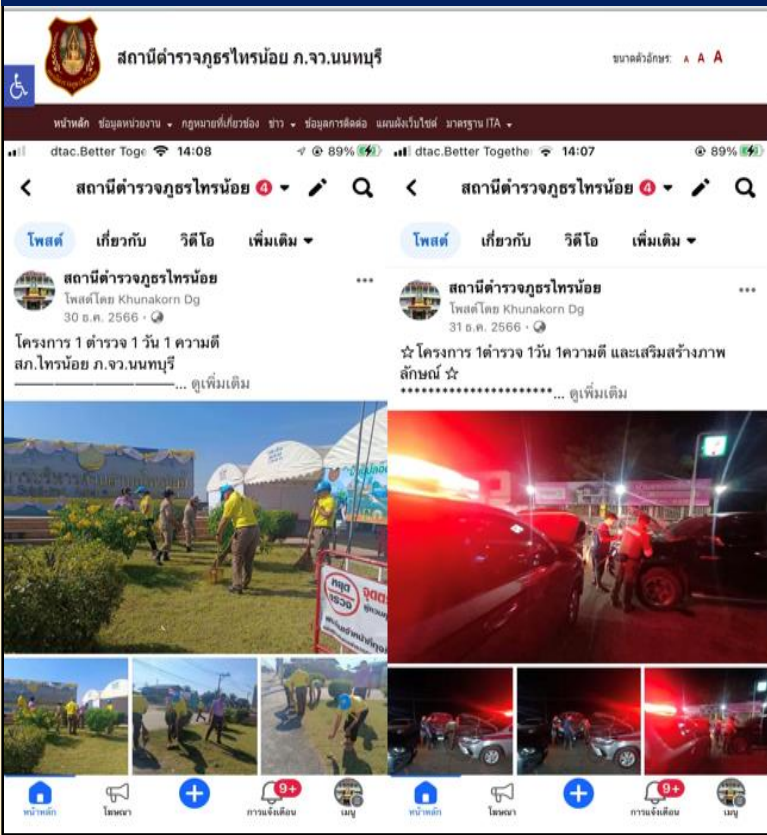 สถานีตำรวจภูธรไทรน้อย ภ.จว.นนทบุรี
ขนาดตัวอักษร: A A A
หน้าหลัก ข้อมูลหน่วยงาน กฎหมายที่เกี่ยวข้อง ข่าว ข้อมูลการติดต่อ แผนผังเว็บไซต์ มาตรฐาน ITA
dtac.Better Toge 14:08 89%
สถานีตำรวจภูธรไทรน้อย 4
โพสต์ เกี่ยวกับ วิดีโอ เพิ่มเติม
สถานีตำรวจภูธรไทรน้อย
โพสต์โดย Khunakorn Dg
30 ธ.ค. 2566 ·
โครงการ 1 ตำรวจ 1 วัน 1 ความดี
สภ.ไทรน้อย ภ.จว.นนทบุรี
——————————... ดูเพิ่มเติม
หยุด
ตรวจ
หน้าหลัก โฆษณา การแจ้งเตือน เมนู
9+
dtac.Better Togethe 14:07 89%
สถานีตำรวจภูธรไทรน้อย 4
โพสต์ เกี่ยวกับ วิดีโอ เพิ่มเติม
สถานีตำรวจภูธรไทรน้อย
โพสต์โดย Khunakorn Dg
31 ธ.ค. 2566 ·
☆โครงการ 1ตำรวจ 1วัน 1ความดี และเสริมสร้างภาพ
ลักษณ์ ☆
**********************... ดูเพิ่มเติม
หน้าหลัก โฆษณา การแจ้งเตือน เมนู
9+